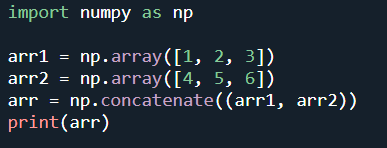 import numpy as np
arr1 = np.array([1, 2, 3])
arr2 = np.array([4, 5, 6])
arr = np.concatenate((arr1, arr2))
print(arr)